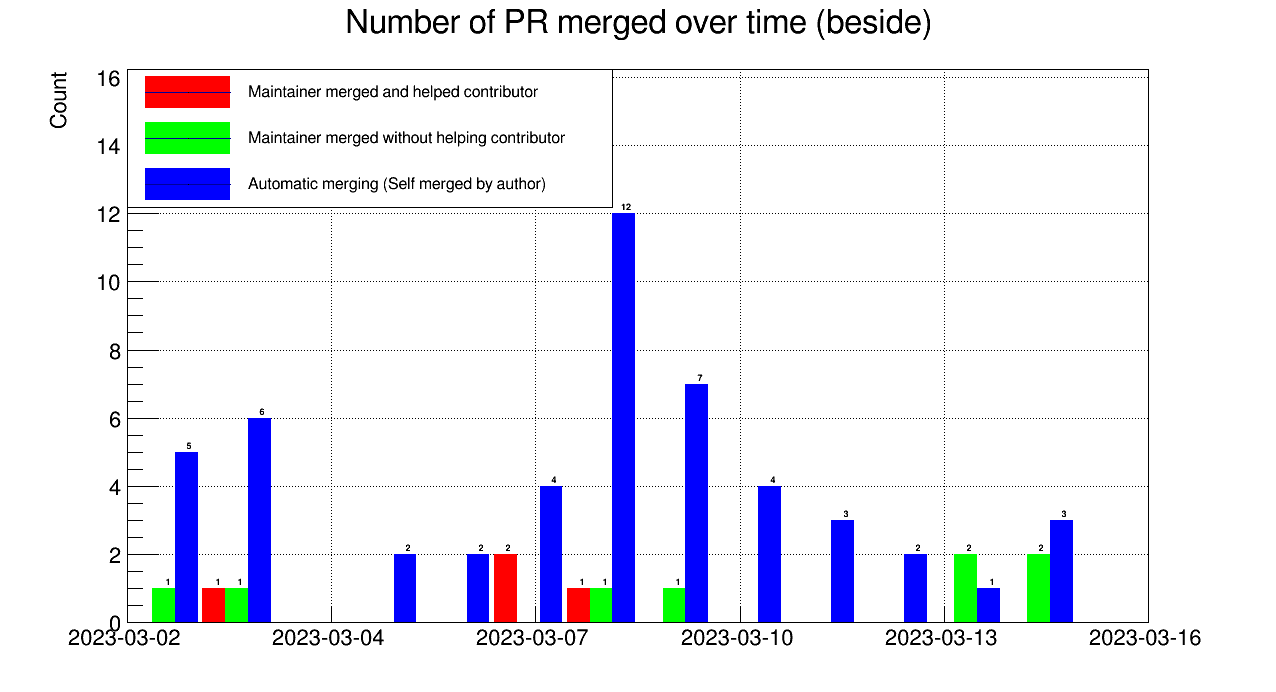 Number of PR merged over time (beside)
Count
Maintainer merged and helped contributor
Maintainer merged without helping contributor
Automatic merging (Self merged by author)
16
14
12
10
8
6
4
2
0
1 5 1 1 6 2 2 2 4 1 1 12 1 7 4 3 2 2 1 2 3
2023-03-02 2023-03-04 2023-03-07 2023-03-10 2023-03-13 2023-03-16